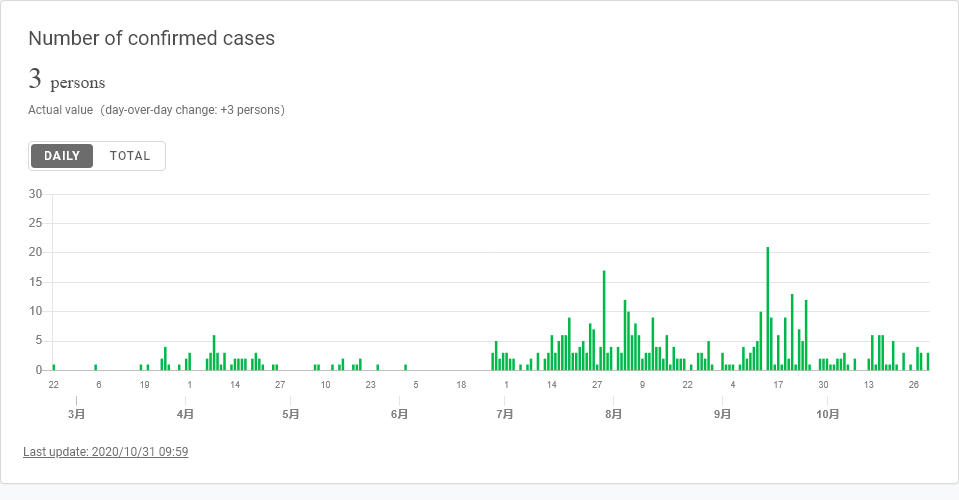 Number of confirmed cases
3 persons
Actual value (day-over-day change: +3 persons)
DAILY TOTAL
30
25
20
15
10
5
0
22 6 19 1 14 27 10 23 5 18 1 14 27 9 22 4 17 30 13 26
3月 4月 5月 6月 7月 8月 9月 10月
Last update: 2020/10/31 09:59